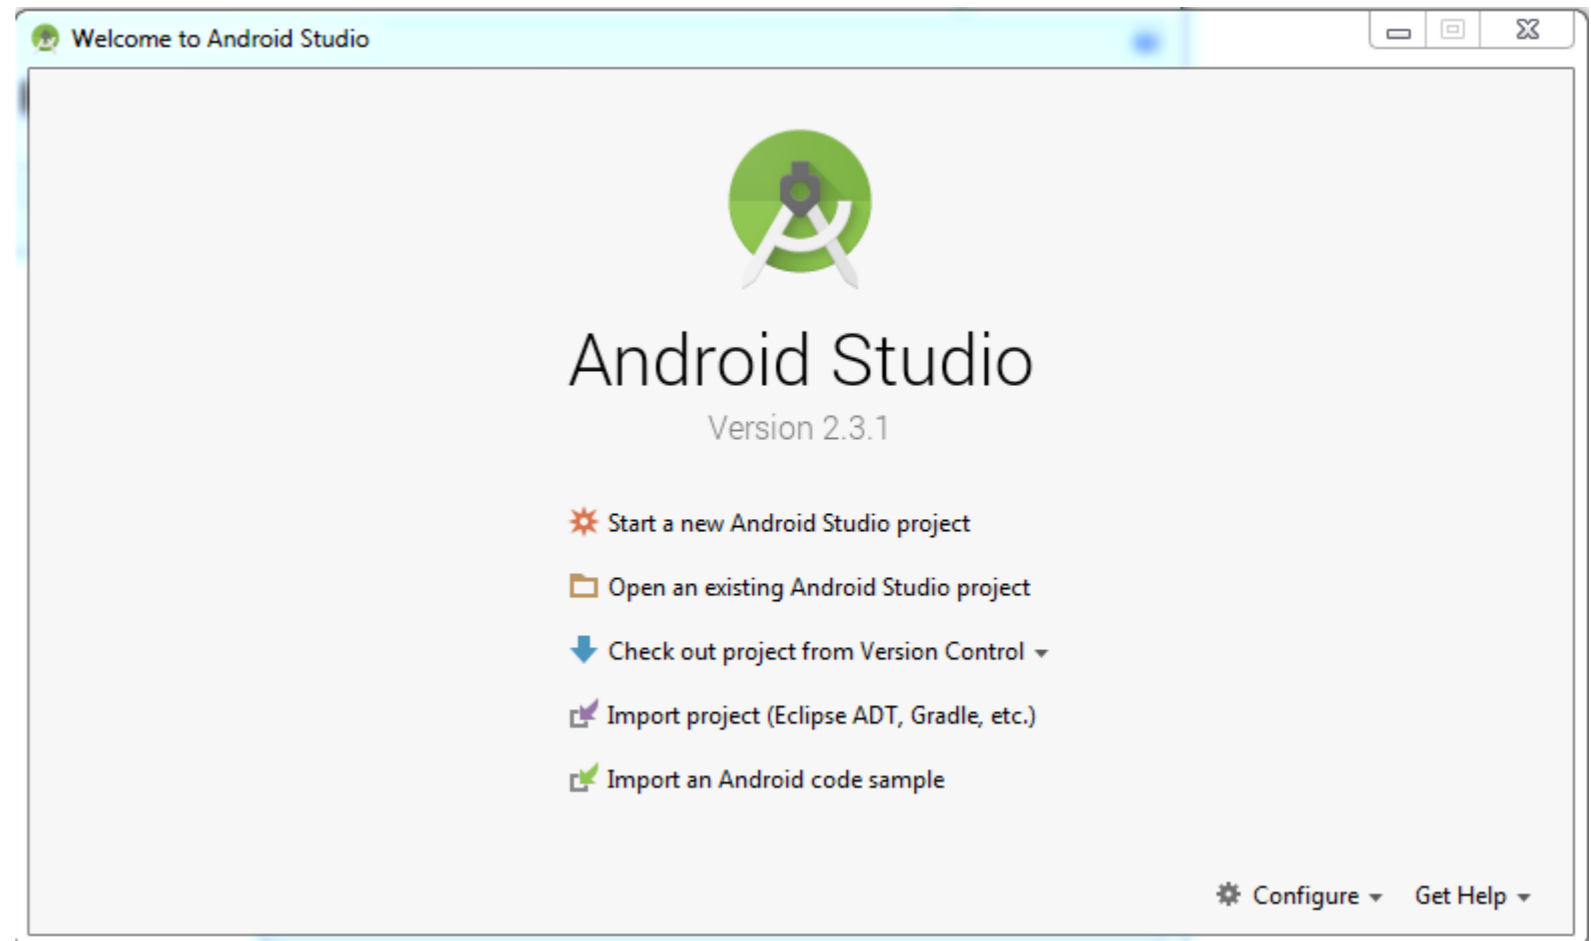 Welcome to Android Studio
Android Studio
Version 2.3.1
Start a new Android Studio project
Open an existing Android Studio project
Check out project from Version Control
Import project (Eclipse ADT, Gradle, etc.)
Import an Android code sample
Configure Get Help